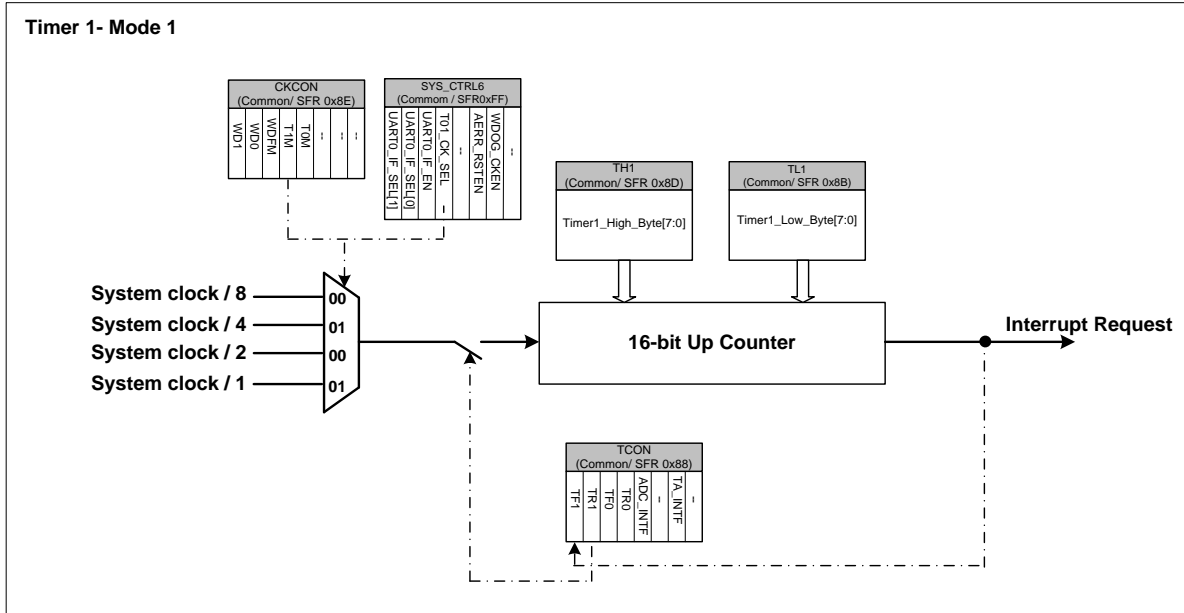 Timer 1- Mode 1
CKCON
(Common/ SFR 0x8E)
WD1
WD0
WDFM
T1M
T0M
--
--
--
SYS_CTRL6
(Common / SFR0xFF)
UART0_IF_SEL[1]
UART0_IF_SEL[0]
UART0_IF_EN
T01_CK_SEL
--
AERR_RSTEN
WDOG_CKEN
--
TH1
(Common/ SFR 0x8D)
Timer1_High_Byte[7:0]
TL1
(Common/ SFR 0x8B)
Timer1_Low_Byte[7:0]
System clock / 8
00
System clock / 4
01
System clock / 2
00
System clock / 1
01
16-bit Up Counter
Interrupt Request
TCON
(Common/ SFR 0x88)
TF1
TR1
TF0
TR0
ADC_INTF
--
TA_INTF
--